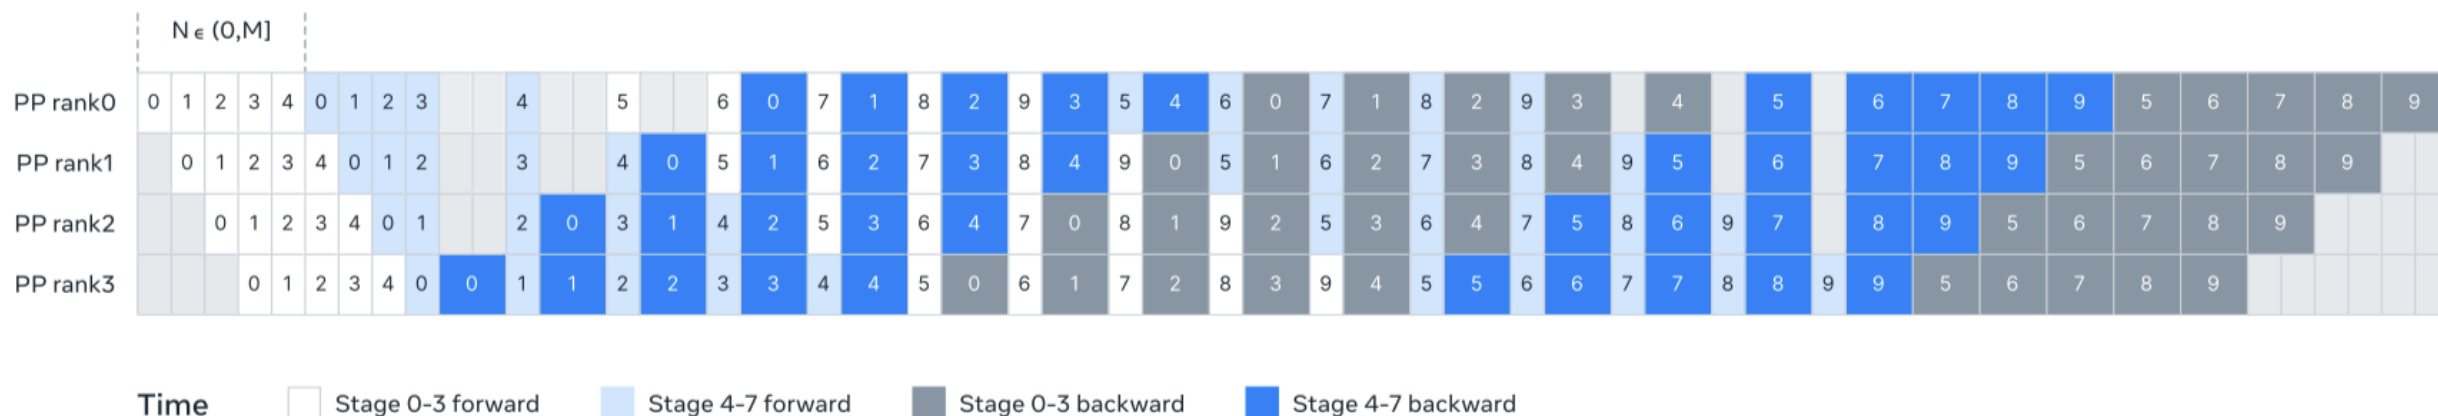 N ∈ (0,M]
PP rank0 0 1 2 3 4 0 1 2 3 4 5 6 0 7 1 8 2 9 3 5 4 6 0 7 1 8 2 9 3 4 5 6 7 8 9 5 6 7 8 9
PP rank1 0 1 2 3 4 0 1 2 3 4 0 5 1 6 2 7 3 8 4 9 0 5 1 6 2 7 3 8 4 9 5 6 7 8 9 5 6 7 8 9
PP rank2 0 1 2 3 4 0 1 2 0 3 1 4 2 5 3 6 4 7 0 8 1 9 2 5 3 6 4 7 5 8 6 9 7 8 9 5 6 7 8 9
PP rank3 0 1 2 3 4 0 0 1 1 2 2 3 3 4 4 5 0 6 1 7 2 8 3 9 4 5 5 6 6 7 7 8 8 9 9 5 6 7 8 9
Time Stage 0-3 forward Stage 4-7 forward Stage 0-3 backward Stage 4-7 backward